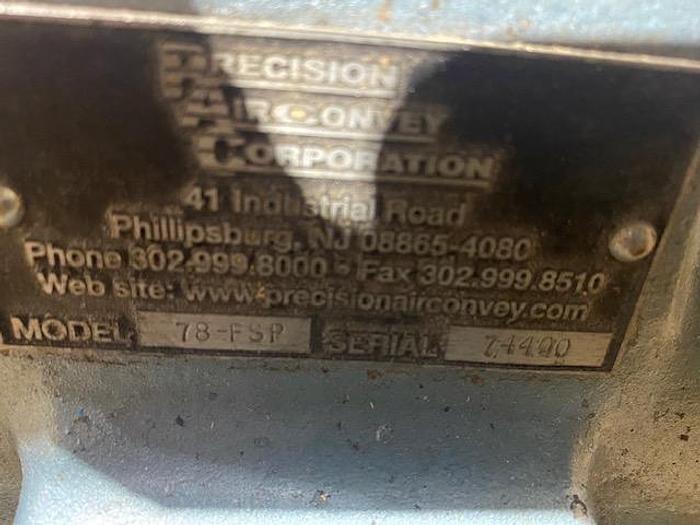 PRECISION
AIRCONVEY
CORPORATION
41 Industrial Road
Phillipsburg, NJ 08865-4080
Phone 302.999.8000 - Fax 302.999.8510
Web site: www.precisionairconvey.com
MODEL 78-FSP SERIAL 74400